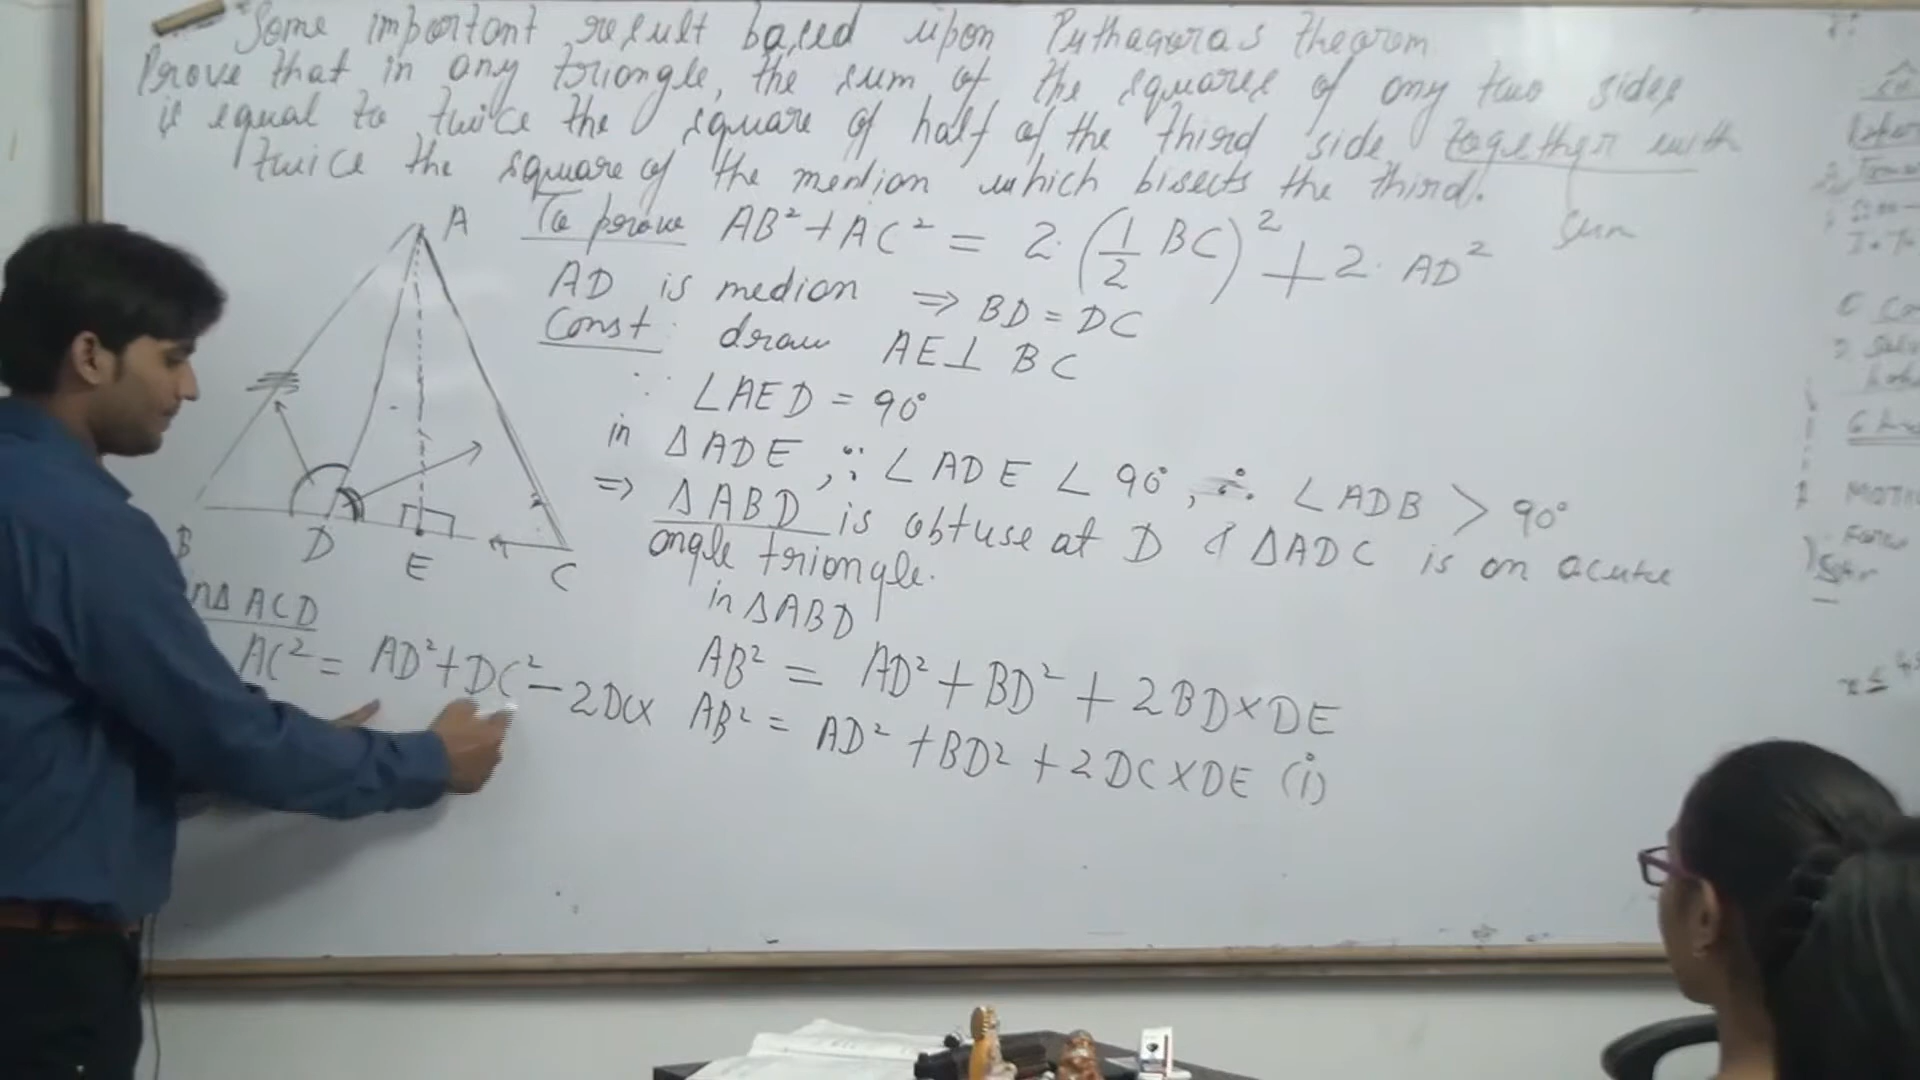 Some important result based upon Pythagoras theorm
Prove that in any triangle, the sum of the squares of any two sides
is equal to twice the square of half of the third side together with
twice the square of the median which bisects the third.
sum
To prove AB² + AC² = 2·(1/2 BC)² + 2· AD²
AD is median ⇒ BD = DC
Const: draw AE⊥ BC
∵ ∠AED = 90°
in ΔADE, ∵ ∠ADE < 90°, ∴ ∠ADB > 90°
⇒ ΔABD is obtuse at D & ΔADC is an acute
angle triangle.
in ΔABD
AB² = AD² + BD² + 2BD×DE
AB² = AD² + BD² + 2DC×DE (i)
A
B
D
E
C
in Δ ACD
AC² = AD² + DC² - 2DC×